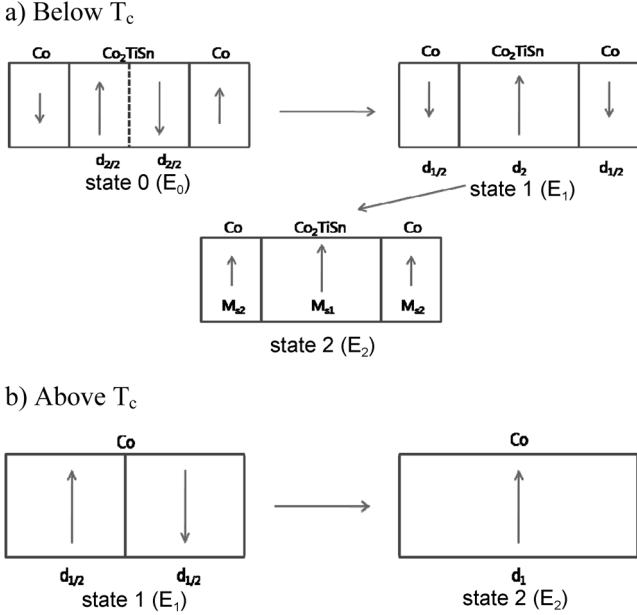 a) Below Tc
Co Co2TiSn Co
d2/2 d2/2
state 0 (E0)
Co Co2TiSn Co
d1/2 d2 d1/2
state 1 (E1)
Co Co2TiSn Co
Ms2 Ms1 Ms2
state 2 (E2)
b) Above Tc
Co
d1/2 d1/2
state 1 (E1)
Co
d1
state 2 (E2)